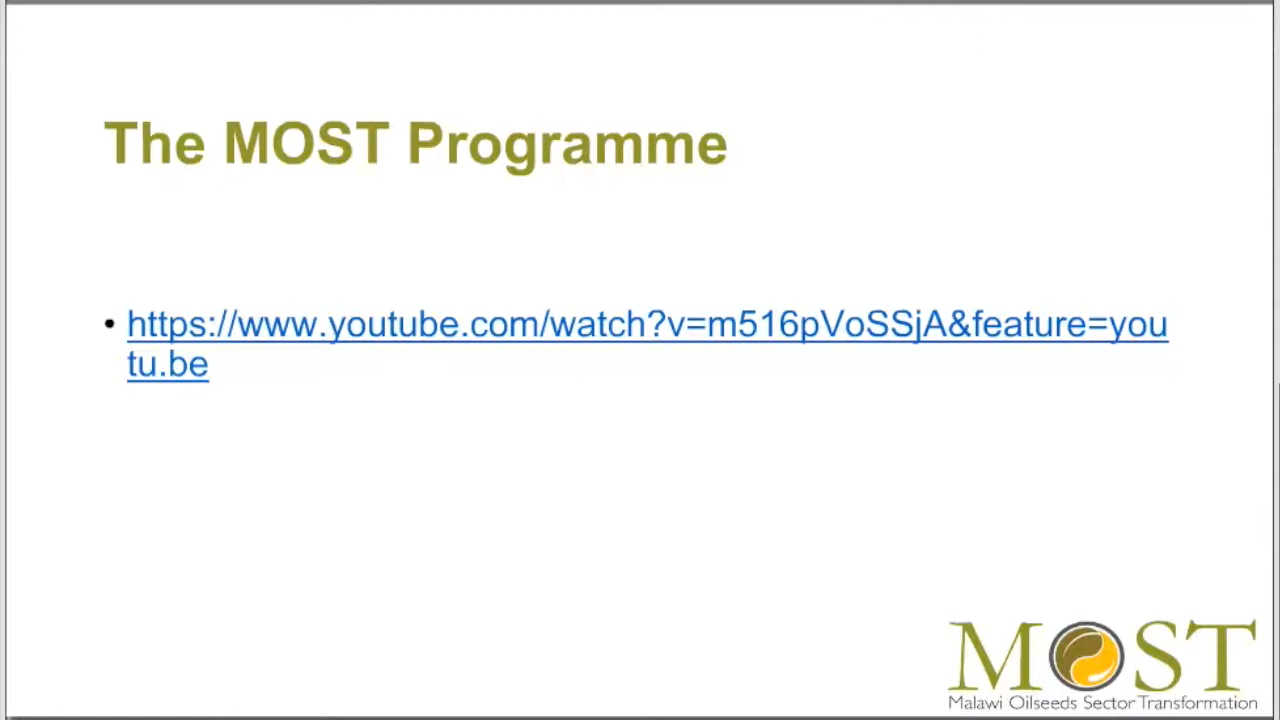 The MOST Programme
• https://www.youtube.com/watch?v=m516pVoSSjA&feature=you
tu.be
MOST
Malawi Oilseeds Sector Transformation